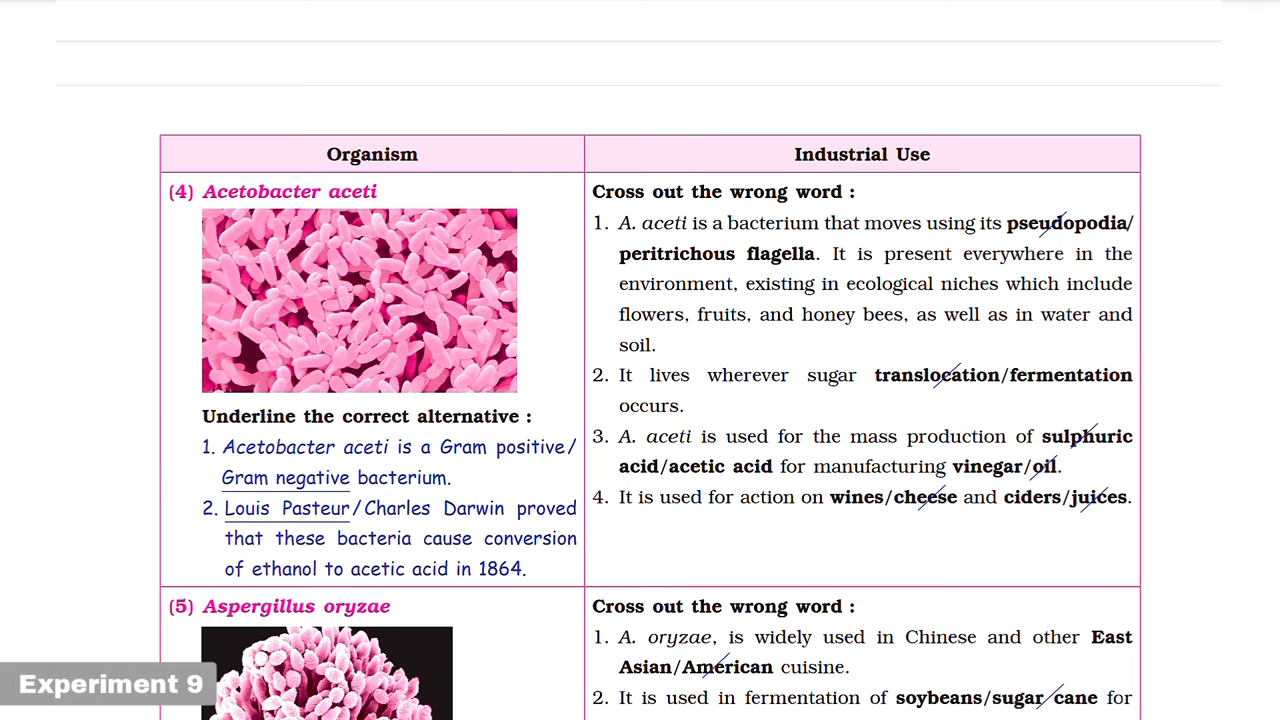 Organism
Industrial Use
(4) Acetobacter aceti
Underline the correct alternative :
1. Acetobacter aceti is a Gram positive/
Gram negative bacterium.
2. Louis Pasteur/Charles Darwin proved
that these bacteria cause conversion
of ethanol to acetic acid in 1864.
Cross out the wrong word :
1. A. aceti is a bacterium that moves using its pseudopodia/
peritrichous flagella. It is present everywhere in the
environment, existing in ecological niches which include
flowers, fruits, and honey bees, as well as in water and
soil.
2. It lives wherever sugar translocation/fermentation
occurs.
3. A. aceti is used for the mass production of sulphuric
acid/acetic acid for manufacturing vinegar/oil.
4. It is used for action on wines/cheese and ciders/juices.
(5) Aspergillus oryzae
Cross out the wrong word :
1. A. oryzae, is widely used in Chinese and other East
Asian/American cuisine.
2. It is used in fermentation of soybeans/sugar cane for
Experiment 9